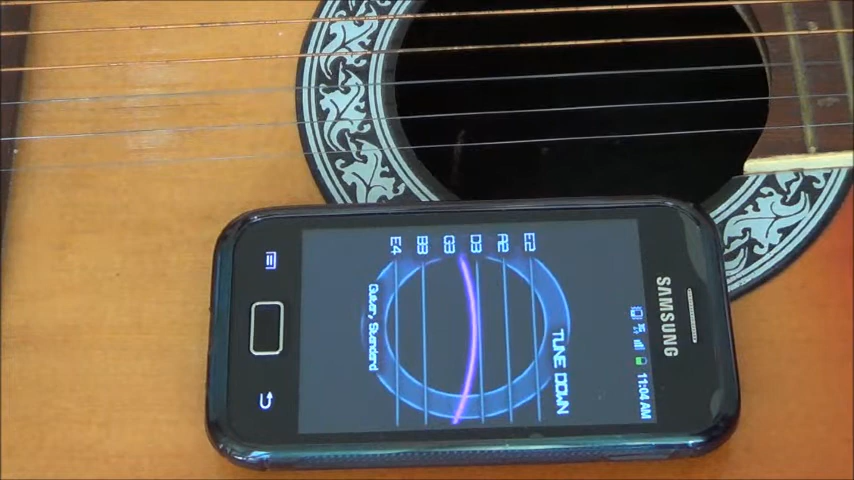 SAMSUNG
11:04 AM
TUNE DOWN
E2 A2 D3 G3 B3 E4
Guitar, Standard